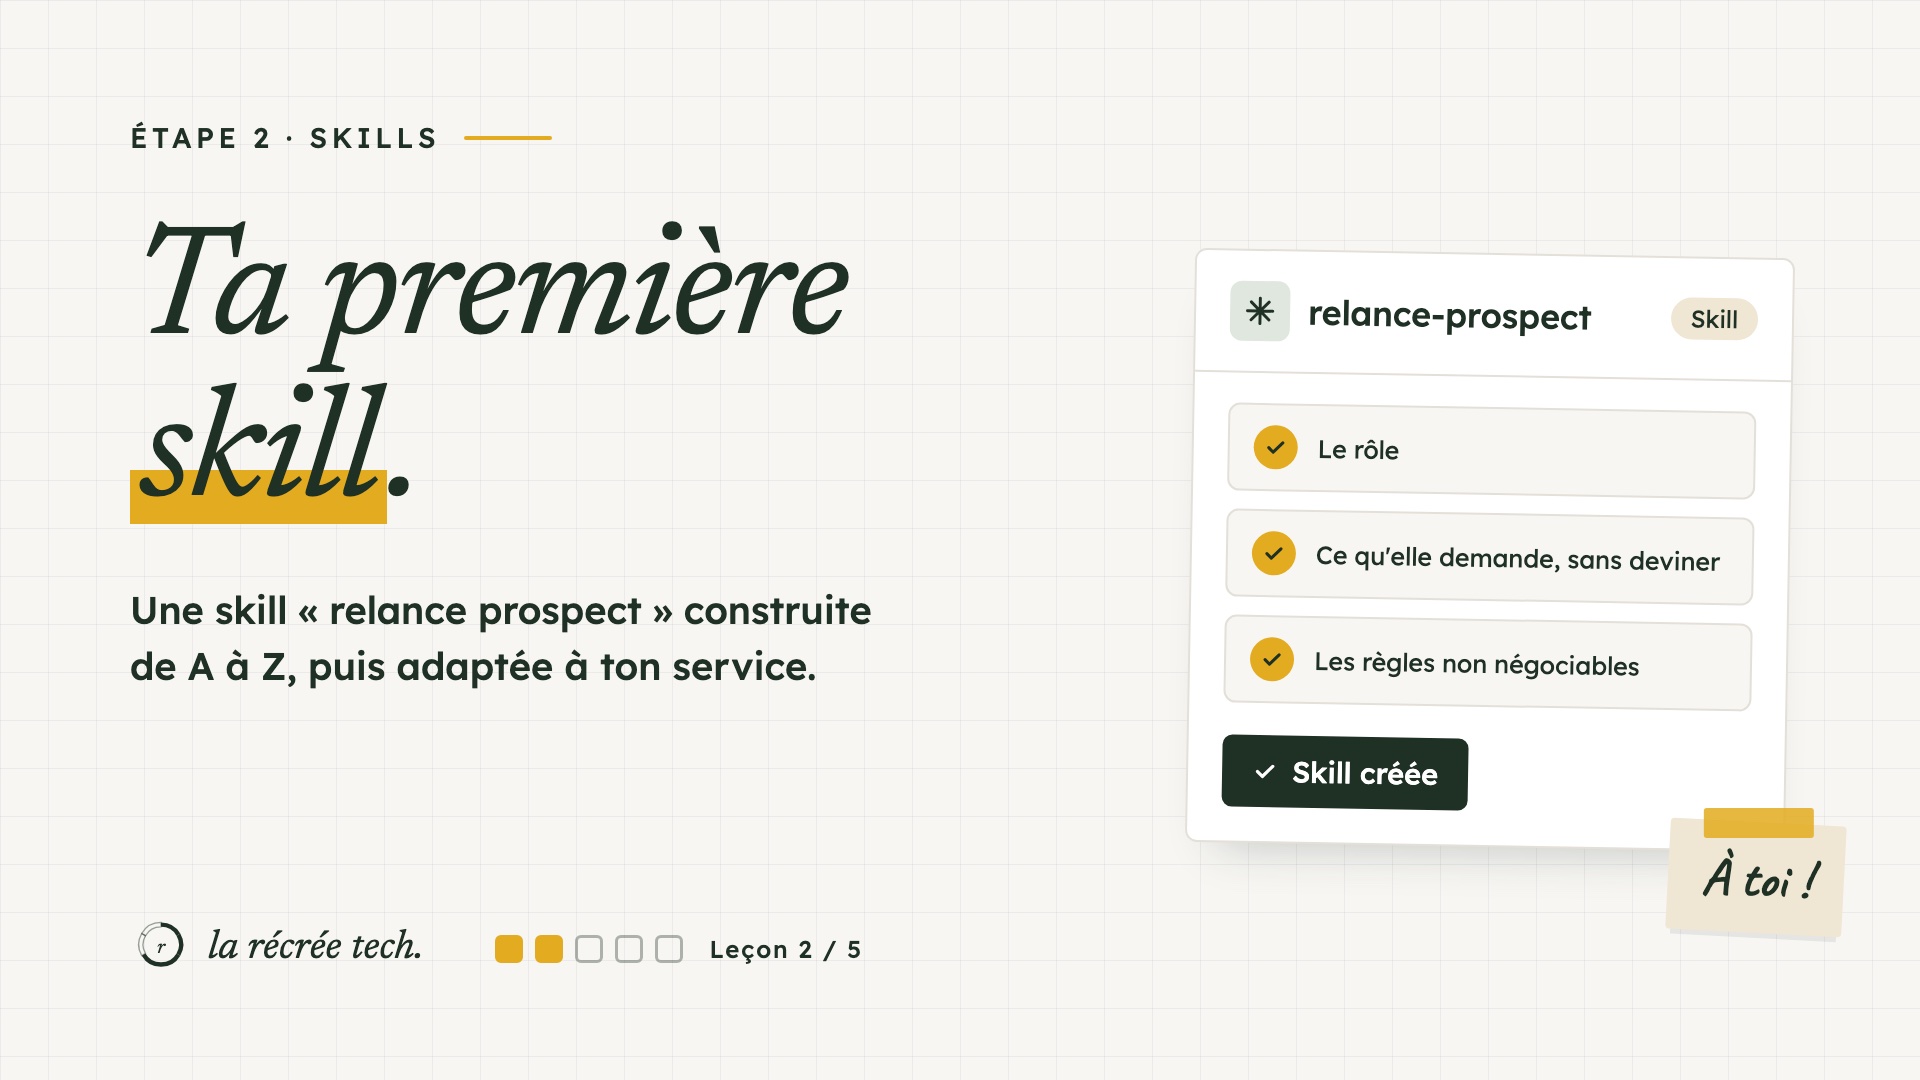 ÉTAPE 2 · SKILLS
Ta première
skill.
Une skill « relance prospect » construite
de A à Z, puis adaptée à ton service.
relance-prospect
Skill
Le rôle
Ce qu'elle demande, sans deviner
Les règles non négociables
Skill créée
À toi !
r
la récrée tech.
Leçon 2 / 5